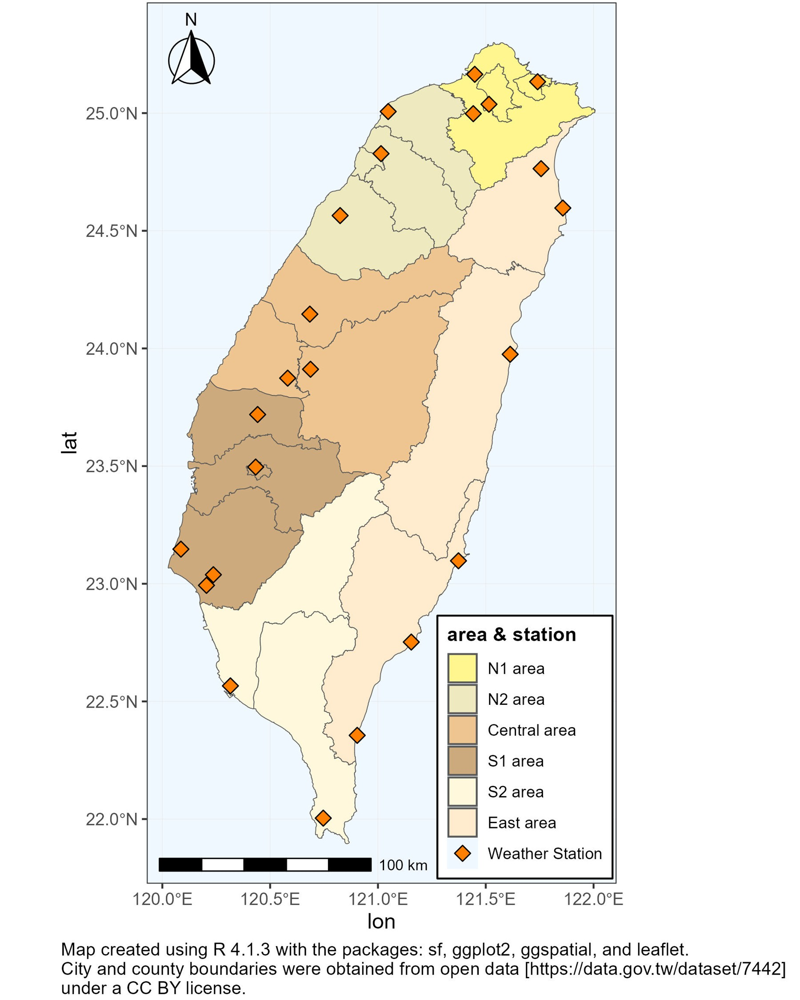 N
25.0°N
24.5°N
24.0°N
23.5°N
23.0°N
22.5°N
22.0°N
lat
area & station
N1 area
N2 area
Central area
S1 area
S2 area
East area
Weather Station
100 km
120.0°E 120.5°E 121.0°E 121.5°E 122.0°E
lon
Map created using R 4.1.3 with the packages: sf, ggplot2, ggspatial, and leaflet.
City and county boundaries were obtained from open data [https://data.gov.tw/dataset/7442]
under a CC BY license.